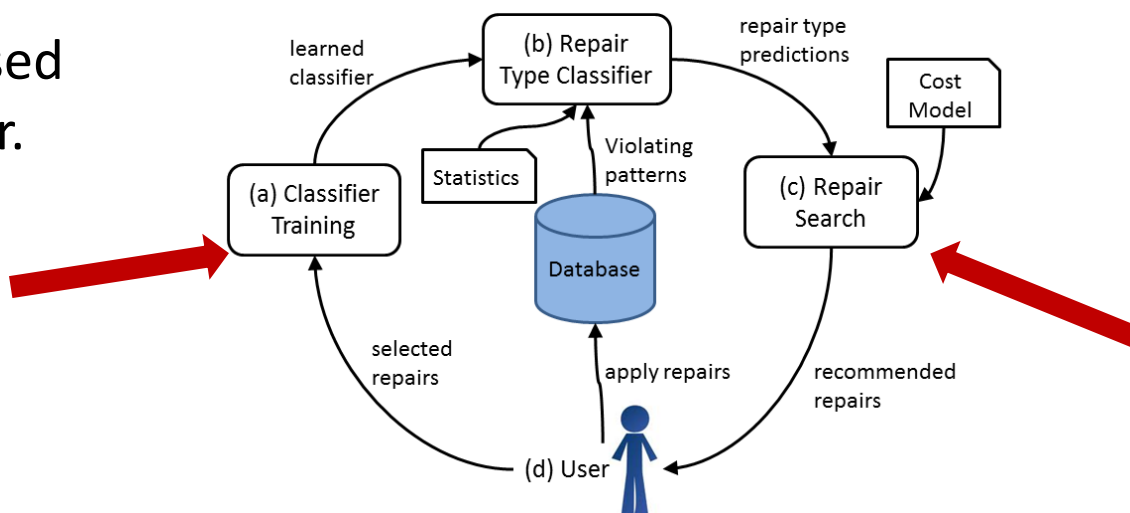 sed
r.
learned
classifier
(b) Repair
Type Classifier
repair type
predictions
Cost
Model
Statistics
Violating
patterns
(a) Classifier
Training
(c) Repair
Search
Database
selected
repairs
apply repairs
recommended
repairs
(d) User